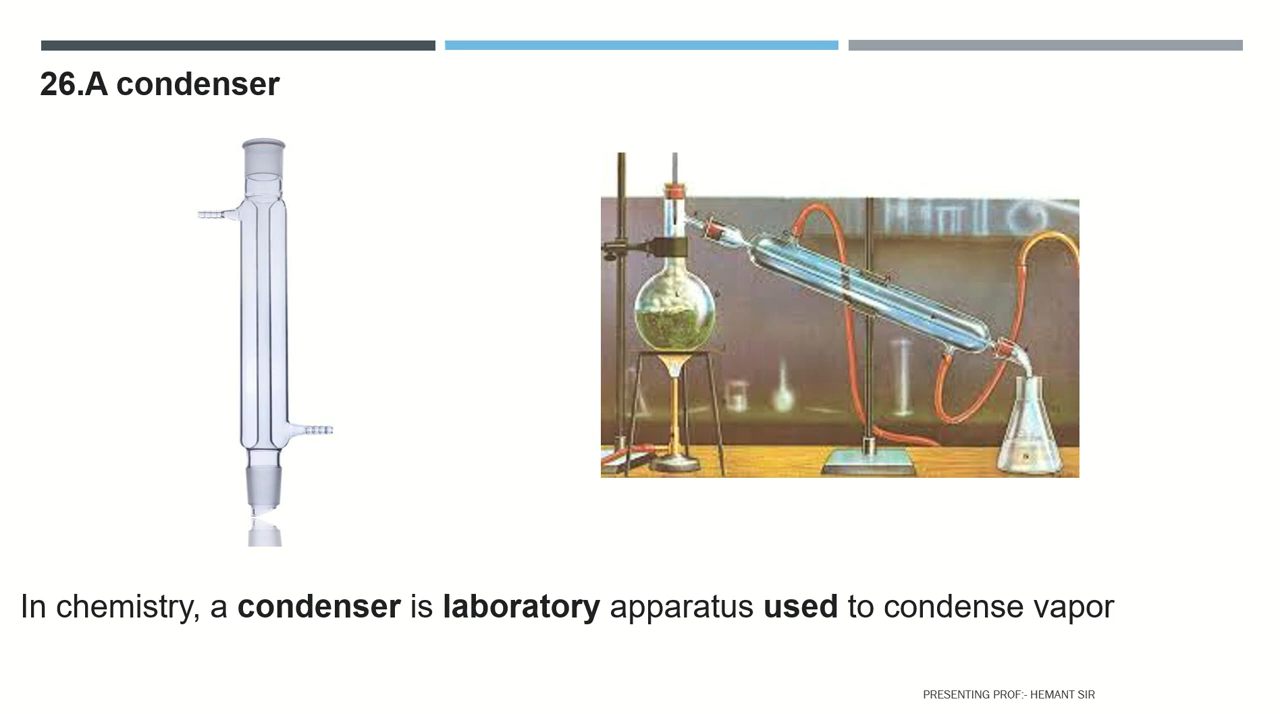 26.A condenser
In chemistry, a condenser is laboratory apparatus used to condense vapor
PRESENTING PROF:- HEMANT SIR